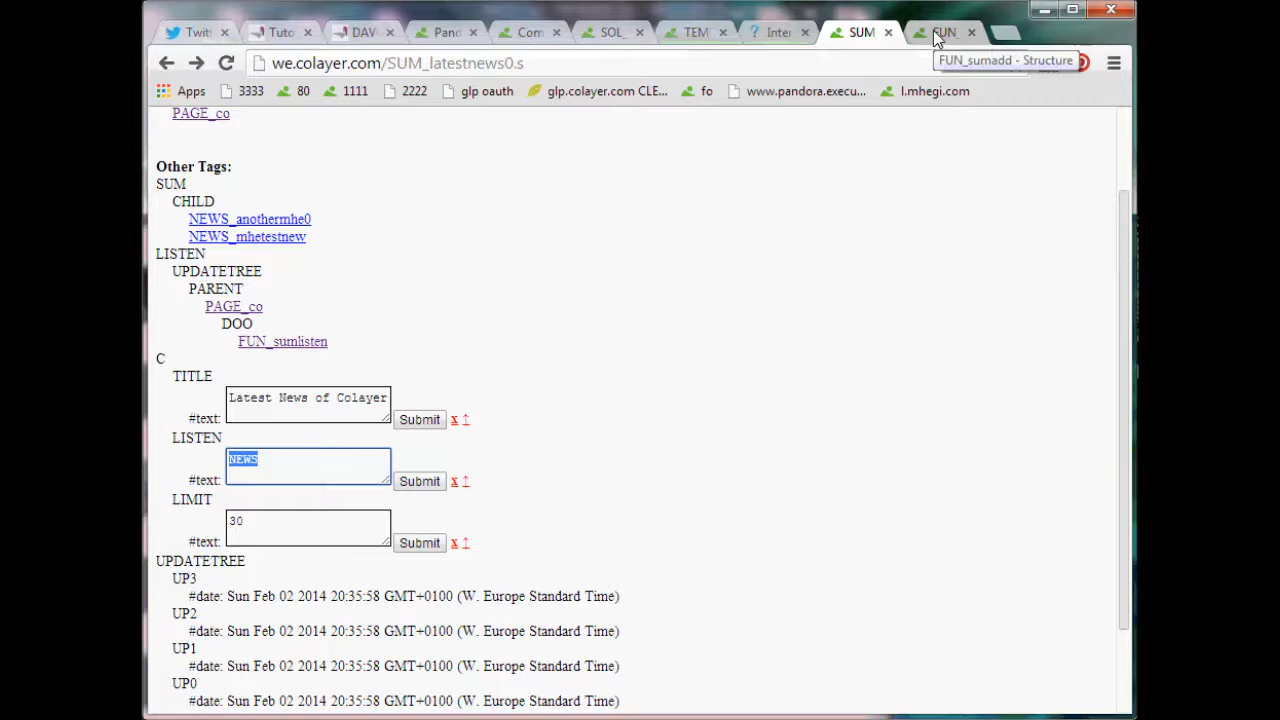 Twitt
Tuto
DAV
Pand
Com
SOL_
TEM
Inter
SUM
FUN_
we.colayer.com/SUM_latestnews0.s
FUN_sumadd - Structure
Apps
3333
80
1111
2222
glp oauth
glp.colayer.com CLE...
fo
www.pandora.execu...
l.mhegi.com
PAGE_co
Other Tags:
SUM
CHILD
NEWS_anothermhe0
NEWS_mhetestnew
LISTEN
UPDATETREE
PARENT
PAGE_co
DOO
FUN_sumlisten
C
TITLE
Latest News of Colayer
#text: Submit x ↑
LISTEN
NEWS
#text: Submit x ↑
LIMIT
30
#text: Submit x ↑
UPDATETREE
UP3
#date: Sun Feb 02 2014 20:35:58 GMT+0100 (W. Europe Standard Time)
UP2
#date: Sun Feb 02 2014 20:35:58 GMT+0100 (W. Europe Standard Time)
UP1
#date: Sun Feb 02 2014 20:35:58 GMT+0100 (W. Europe Standard Time)
UP0
#date: Sun Feb 02 2014 20:35:58 GMT+0100 (W. Europe Standard Time)